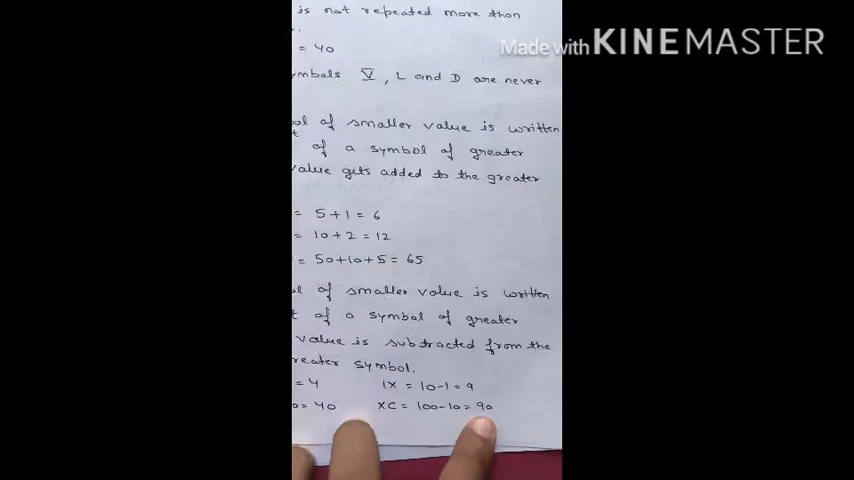 is not repeated more than
= 40
Made with KINEMASTER
symbols V, L and D are never
of smaller value is written
of a symbol of greater
value gets added to the greater
= 5+1 = 6
= 10+2 = 12
= 50+10+5 = 65
of smaller value is written
of a symbol of greater
value is subtracted from the
greater symbol.
= 4 IX = 10-1 = 9
= 40 XC = 100-10 = 90